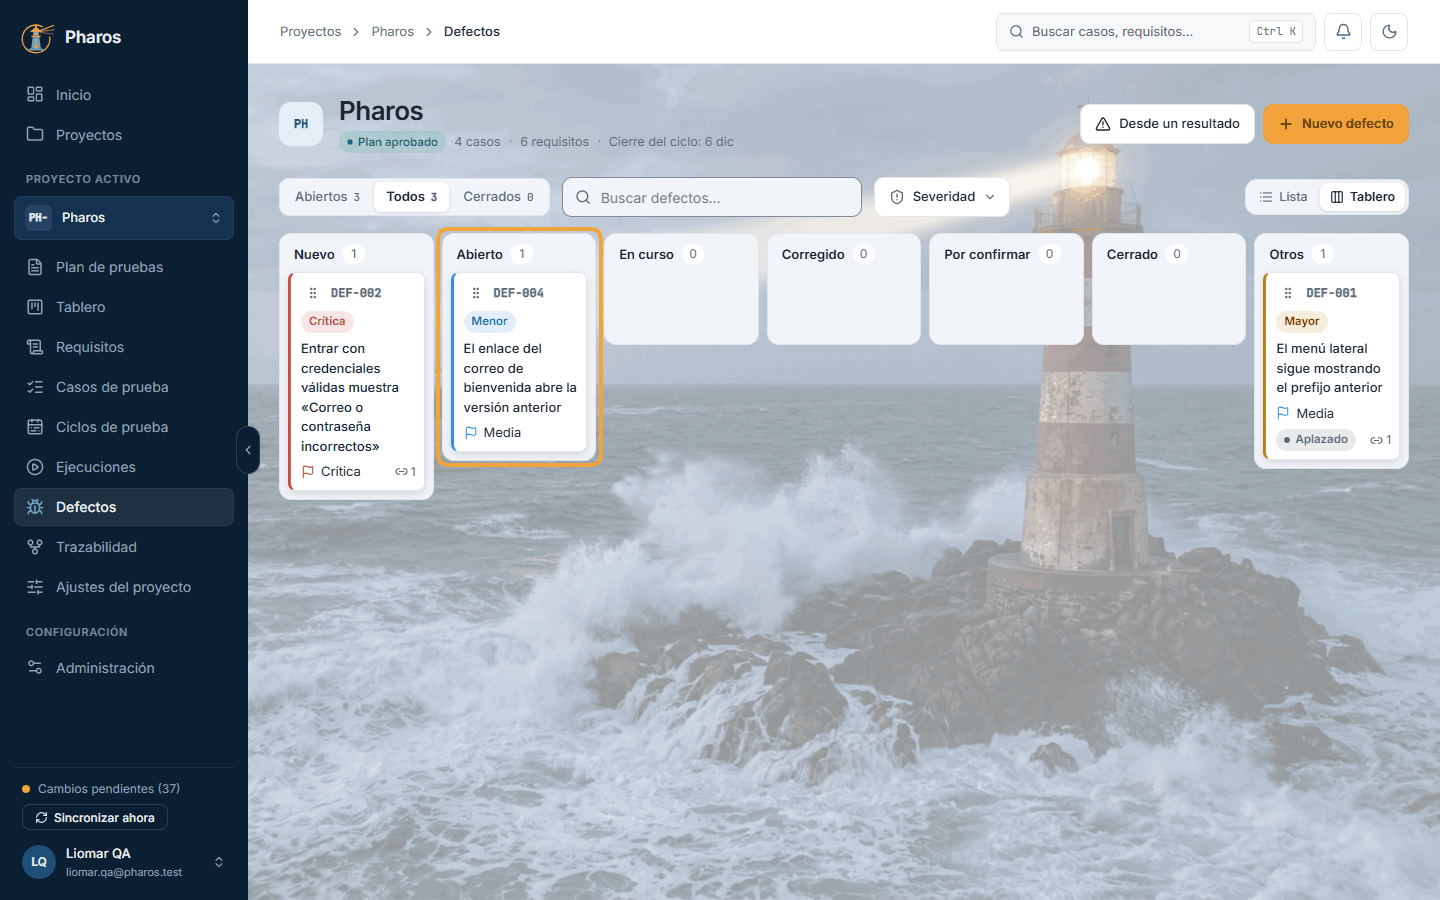 Pharos
Inicio
Proyectos
PROYECTO ACTIVO
PH-
Pharos
Plan de pruebas
Tablero
Requisitos
Casos de prueba
Ciclos de prueba
Ejecuciones
Defectos
Trazabilidad
Ajustes del proyecto
CONFIGURACIÓN
Administración
Cambios pendientes (37)
Sincronizar ahora
LQ
Liomar QA
liomar.qa@pharos.test
Proyectos > Pharos > Defectos
Buscar casos, requisitos...
Ctrl K
PH
Pharos
Plan aprobado 4 casos · 6 requisitos · Cierre del ciclo: 6 dic
Desde un resultado
+ Nuevo defecto
Abiertos 3
Todos 3
Cerrados 0
Buscar defectos...
Severidad
Lista
Tablero
Nuevo 1
DEF-002
Crítica
Entrar con
credenciales
válidas muestra
«Correo o
contraseña
incorrectos»
Crítica 1
Abierto 1
DEF-004
Menor
El enlace del
correo de
bienvenida abre la
versión anterior
Media
En curso 0
Corregido 0
Por confirmar 0
Cerrado 0
Otros 1
DEF-001
Mayor
El menú lateral
sigue mostrando
el prefijo anterior
Media
Aplazado 1